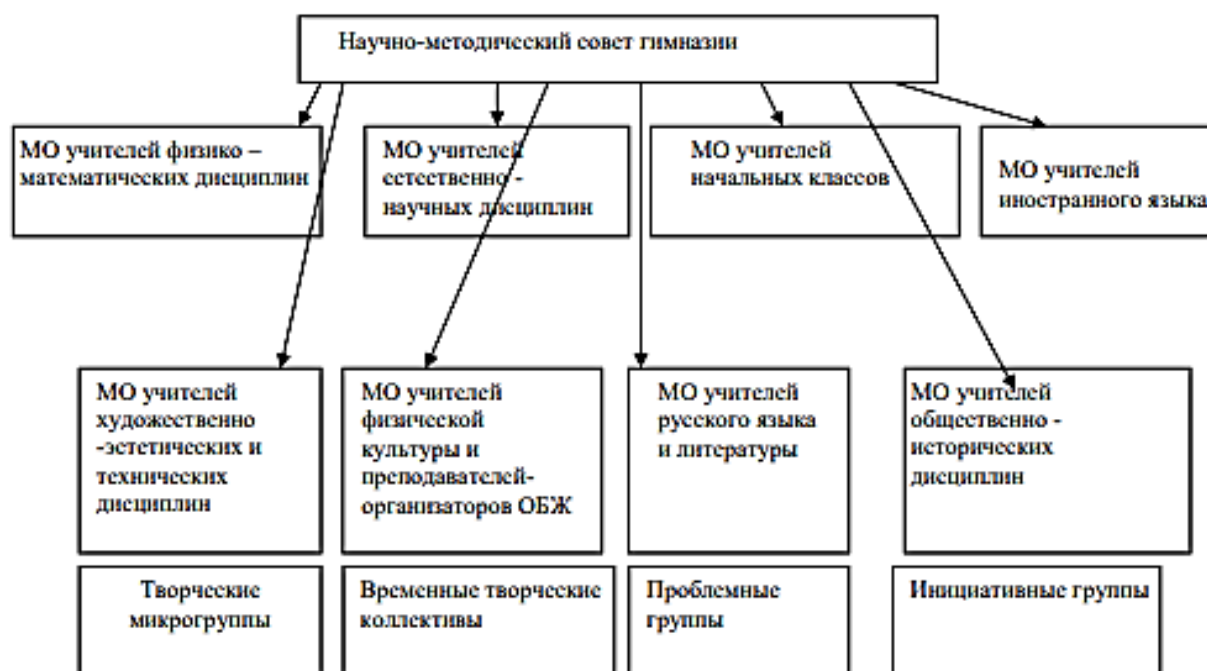 Научно-методический совет гимназии
МО учителей физико –
математических дисциплин
МО учителей
естественно -
научных дисциплин
МО учителей
начальных классов
МО учителей
иностранного языка
МО учителей
художественно
-эстетических и
технических
дисциплин
МО учителей
физической
культуры и
преподавателей-
организаторов ОБЖ
МО учителей
русского языка
и литературы
МО учителей
общественно -
исторических
дисциплин
Творческие
микрогруппы
Временные творческие
коллективы
Проблемные
группы
Инициативные группы